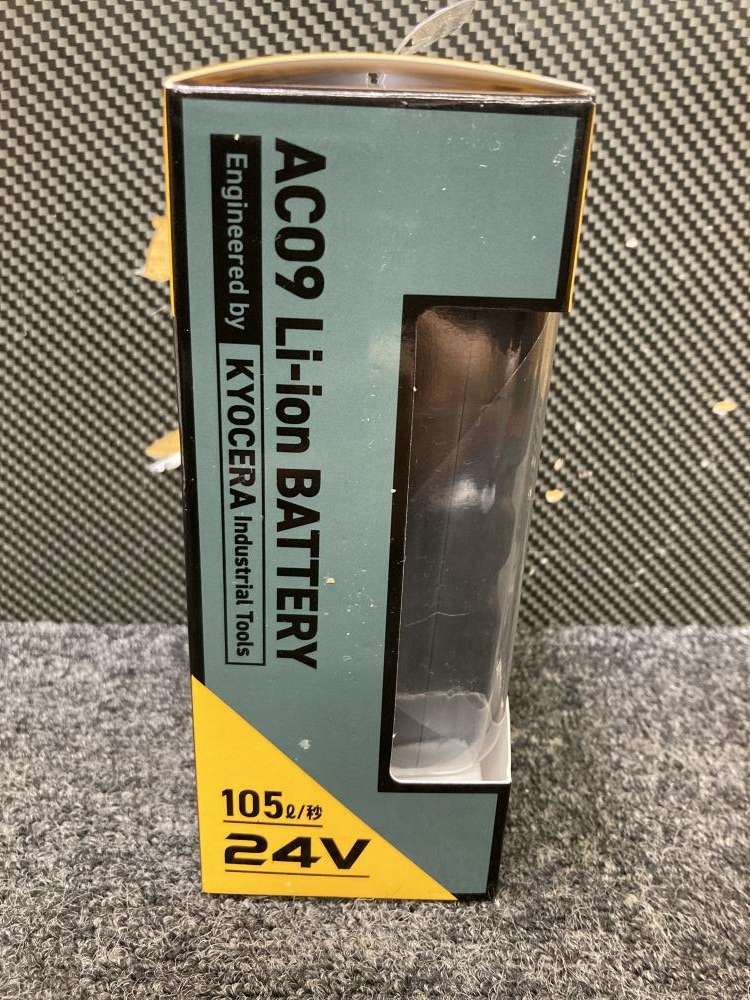 AC09 Li-ion BATTERY
Engineered by KYOCERA Industrial Tools
105ℓ/秒
24V